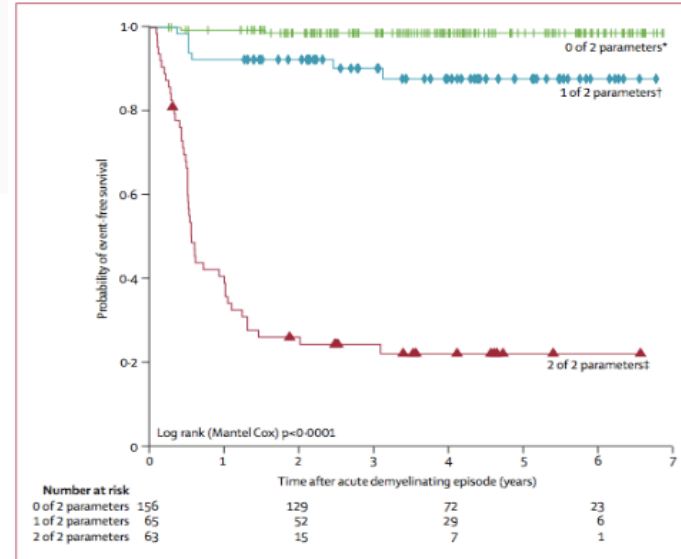 1·0
0·8
0·6
0·4
0·2
0
Probability of event-free survival
0 of 2 parameters*
1 of 2 parameters†
2 of 2 parameters‡
Log rank (Mantel Cox) p<0·0001
0 1 2 3 4 5 6 7
Time after acute demyelinating episode (years)
Number at risk
0 of 2 parameters 156 129 72 23
1 of 2 parameters 65 52 29 6
2 of 2 parameters 63 15 7 1